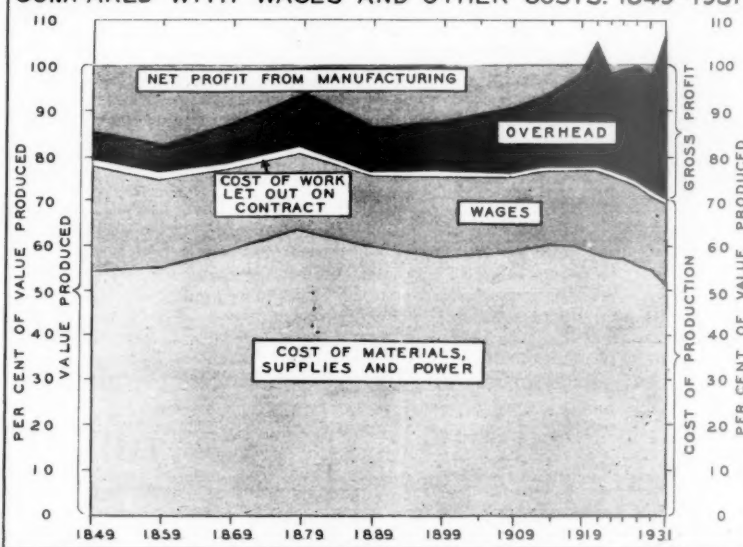 COMPARED WITH WAGES AND OTHER COSTS: 1849-1931
110
100
90
80
70
60
50
40
30
20
10
0
PER CENT OF VALUE PRODUCED
VALUE PRODUCED
NET PROFIT FROM MANUFACTURING
OVERHEAD
COST OF WORK
LET OUT ON
CONTRACT
WAGES
COST OF MATERIALS,
SUPPLIES AND POWER
GROSS PROFIT
COST OF PRODUCTION
110
100
90
80
70
60
50
40
30
20
10
0
PER CENT OF VALUE PRODUCED
1849 1859 1869 1879 1889 1899 1909 1919 1931